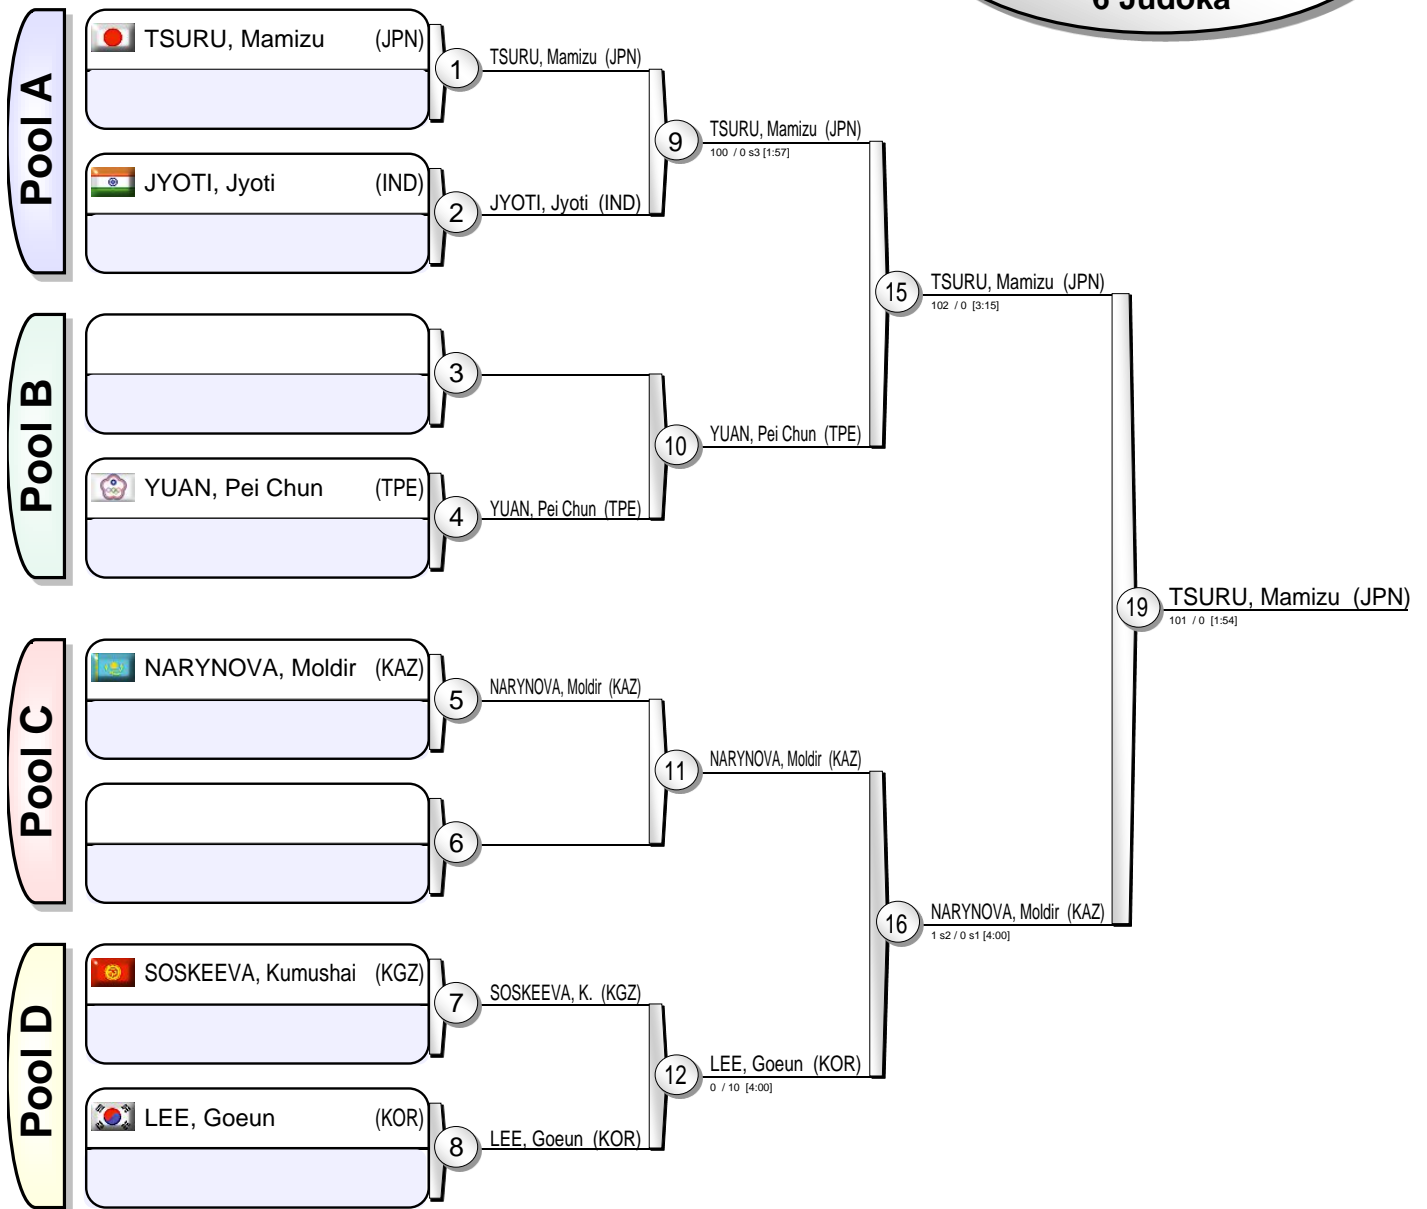 6 Judoka
Pool A
TSURU, Mamizu (JPN)
1
TSURU, Mamizu (JPN)
JYOTI, Jyoti (IND)
2
JYOTI, Jyoti (IND)
9
TSURU, Mamizu (JPN)
100 / 0 s3 [1:57]
Pool B
3
YUAN, Pei Chun (TPE)
4
YUAN, Pei Chun (TPE)
10
YUAN, Pei Chun (TPE)
15
TSURU, Mamizu (JPN)
102 / 0 [3:15]
Pool C
NARYNOVA, Moldir (KAZ)
5
NARYNOVA, Moldir (KAZ)
6
11
NARYNOVA, Moldir (KAZ)
Pool D
SOSKEEVA, Kumushai (KGZ)
7
SOSKEEVA, K. (KGZ)
LEE, Goeun (KOR)
8
LEE, Goeun (KOR)
12
LEE, Goeun (KOR)
0 / 10 [4:00]
16
NARYNOVA, Moldir (KAZ)
1 s2 / 0 s1 [4:00]
19
TSURU, Mamizu (JPN)
101 / 0 [1:54]